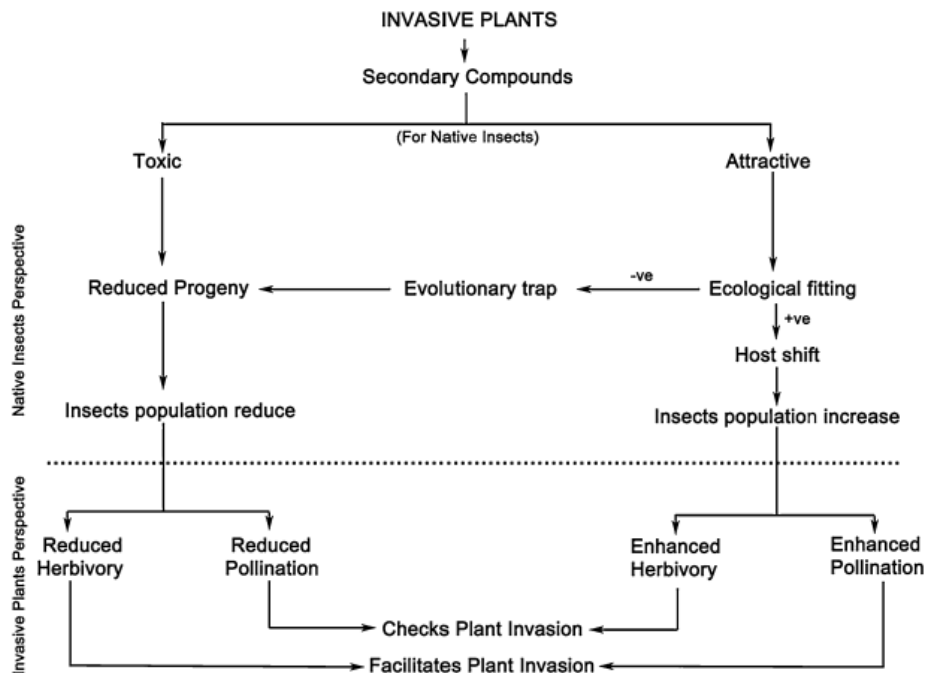 INVASIVE PLANTS
Secondary Compounds
(For Native Insects)
Toxic
Attractive
Native Insects Perspective
Reduced Progeny
Evolutionary trap
-ve
Ecological fitting
+ve
Host shift
Insects population reduce
Insects population increase
Invasive Plants Perspective
Reduced
Herbivory
Reduced
Pollination
Enhanced
Herbivory
Enhanced
Pollination
Checks Plant Invasion
Facilitates Plant Invasion